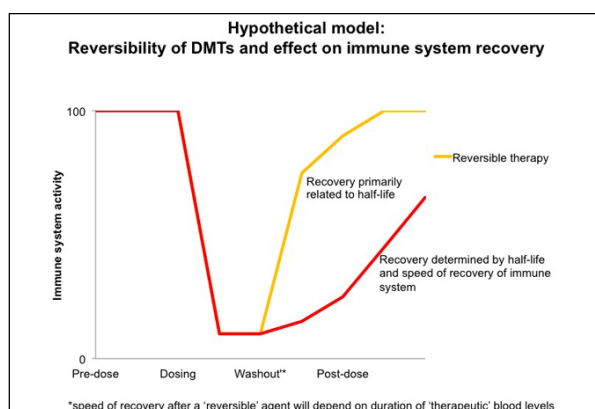 Hypothetical model:
Reversibility of DMTs and effect on immune system recovery
100
Reversible therapy
Recovery primarily
related to half-life
Immune system activity
Recovery determined by half-life
and speed of recovery of immune
system
0
Pre-dose Dosing Washout'* Post-dose
*speed of recovery after a 'reversible' agent will depend on duration of 'therapeutic' blood levels